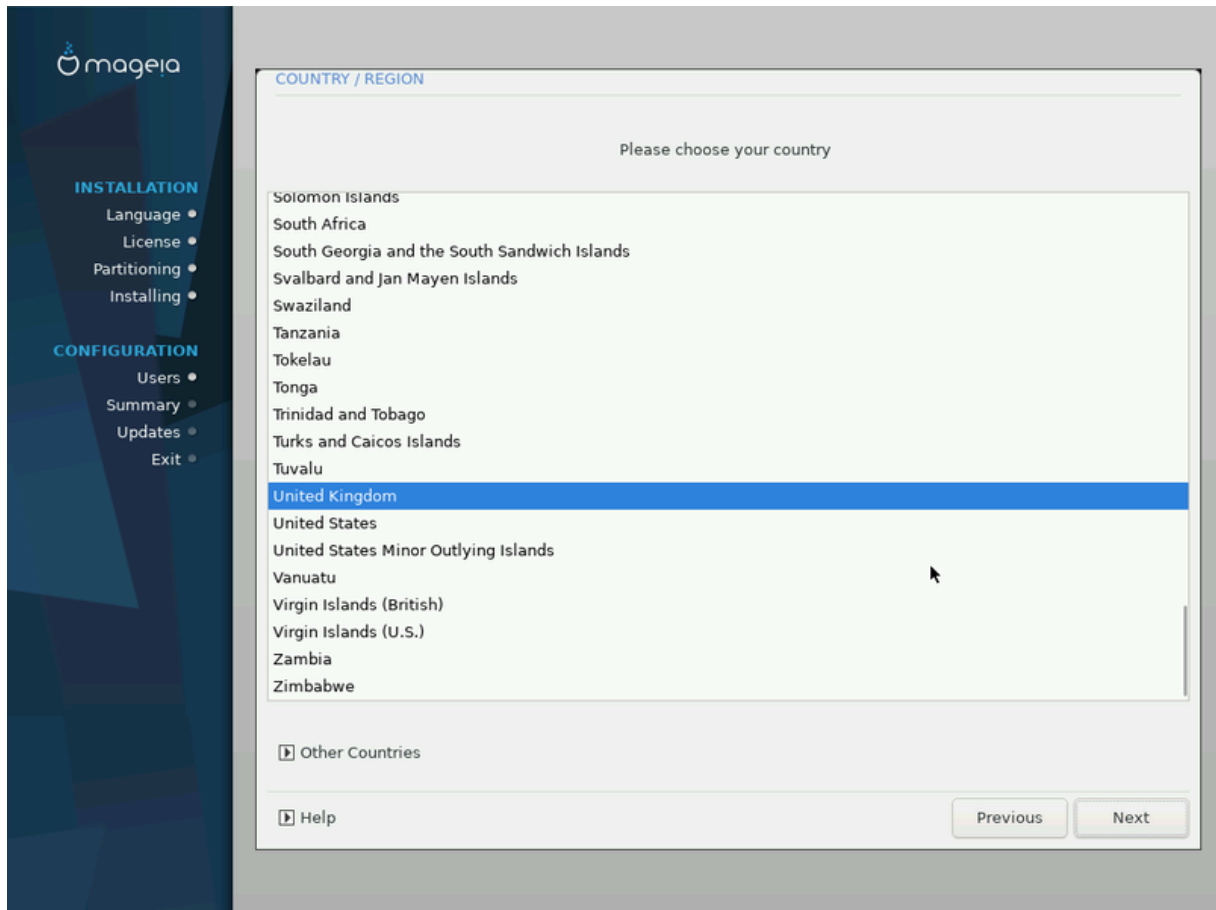 mageia
INSTALLATION
Language
License
Partitioning
Installing
CONFIGURATION
Users
Summary
Updates
Exit
COUNTRY / REGION
Please choose your country
Solomon Islands
South Africa
South Georgia and the South Sandwich Islands
Svalbard and Jan Mayen Islands
Swaziland
Tanzania
Tokelau
Tonga
Trinidad and Tobago
Turks and Caicos Islands
Tuvalu
United Kingdom
United States
United States Minor Outlying Islands
Vanuatu
Virgin Islands (British)
Virgin Islands (U.S.)
Zambia
Zimbabwe
Other Countries
Help
Previous
Next